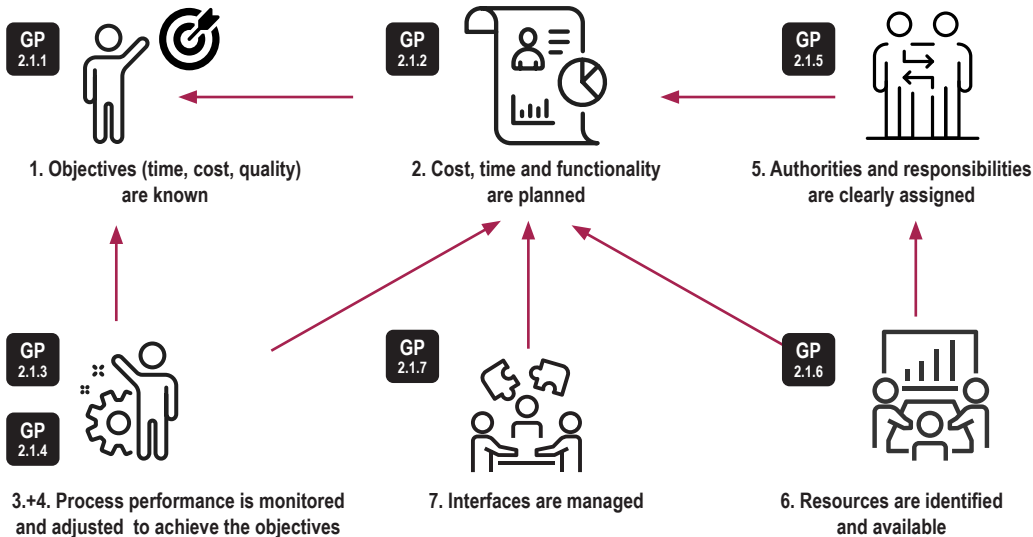 GP
2.1.1
GP
2.1.2
GP
2.1.5
1. Objectives (time, cost, quality)
are known
2. Cost, time and functionality
are planned
5. Authorities and responsibilities
are clearly assigned
GP
2.1.3
GP
2.1.4
GP
2.1.7
GP
2.1.6
3.+4. Process performance is monitored
and adjusted to achieve the objectives
7. Interfaces are managed
6. Resources are identified
and available